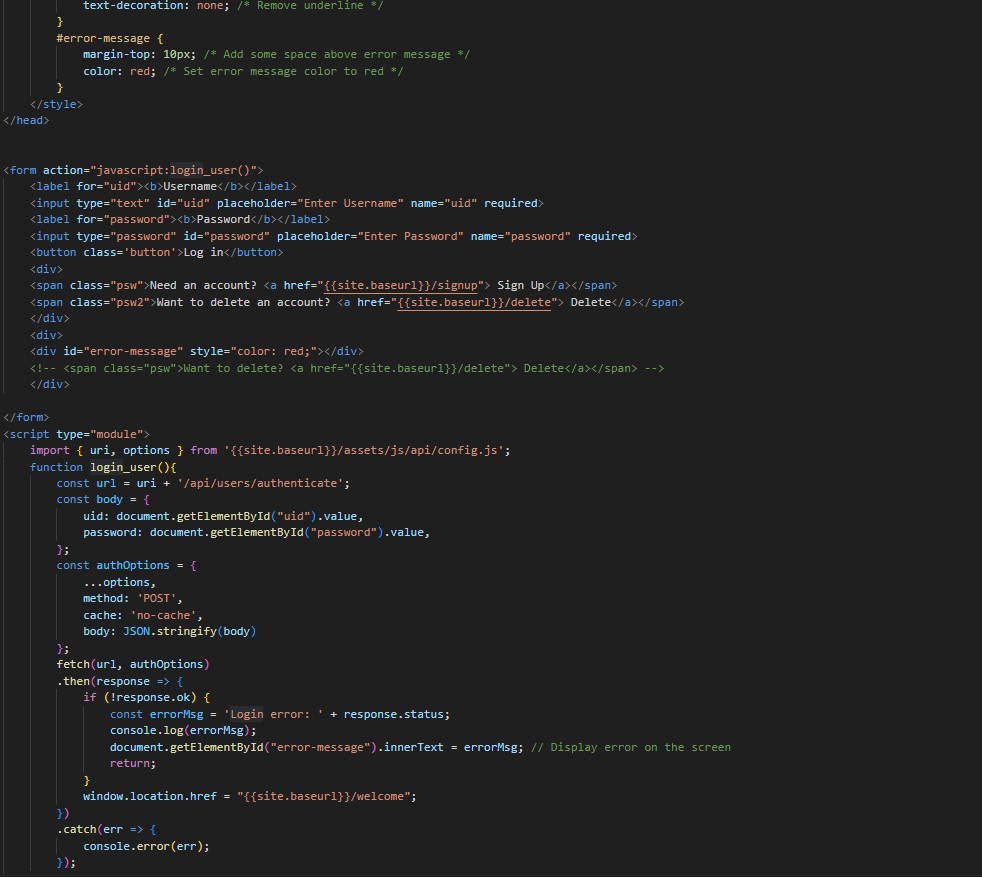 text-decoration: none; /* Remove underline */
}
#error-message {
margin-top: 10px; /* Add some space above error message */
color: red; /* Set error message color to red */
}
</style>
</head>
<form action="javascript:login_user()">
<label for="uid"><b>Username</b></label>
<input type="text" id="uid" placeholder="Enter Username" name="uid" required>
<label for="password"><b>Password</b></label>
<input type="password" id="password" placeholder="Enter Password" name="password" required>
<button class='button'>Log in</button>
<div>
<span class="psw">Need an account? <a href="{{site.baseurl}}/signup"> Sign Up</a></span>
<span class="psw2">Want to delete an account? <a href="{{site.baseurl}}/delete"> Delete</a></span>
</div>
<div>
<div id="error-message" style="color: red;"></div>
<!-- <span class="psw">Want to delete? <a href="{{site.baseurl}}/delete"> Delete</a></span> -->
</div>
</form>
<script type="module">
import { uri, options } from '{{site.baseurl}}/assets/js/api/config.js';
function login_user(){
const url = uri + '/api/users/authenticate';
const body = {
uid: document.getElementById("uid").value,
password: document.getElementById("password").value,
};
const authOptions = {
...options,
method: 'POST',
cache: 'no-cache',
body: JSON.stringify(body)
};
fetch(url, authOptions)
.then(response => {
if (!response.ok) {
const errorMsg = 'Login error: ' + response.status;
console.log(errorMsg);
document.getElementById("error-message").innerText = errorMsg; // Display error on the screen
return;
}
window.location.href = "{{site.baseurl}}/welcome";
})
.catch(err => {
console.error(err);
});